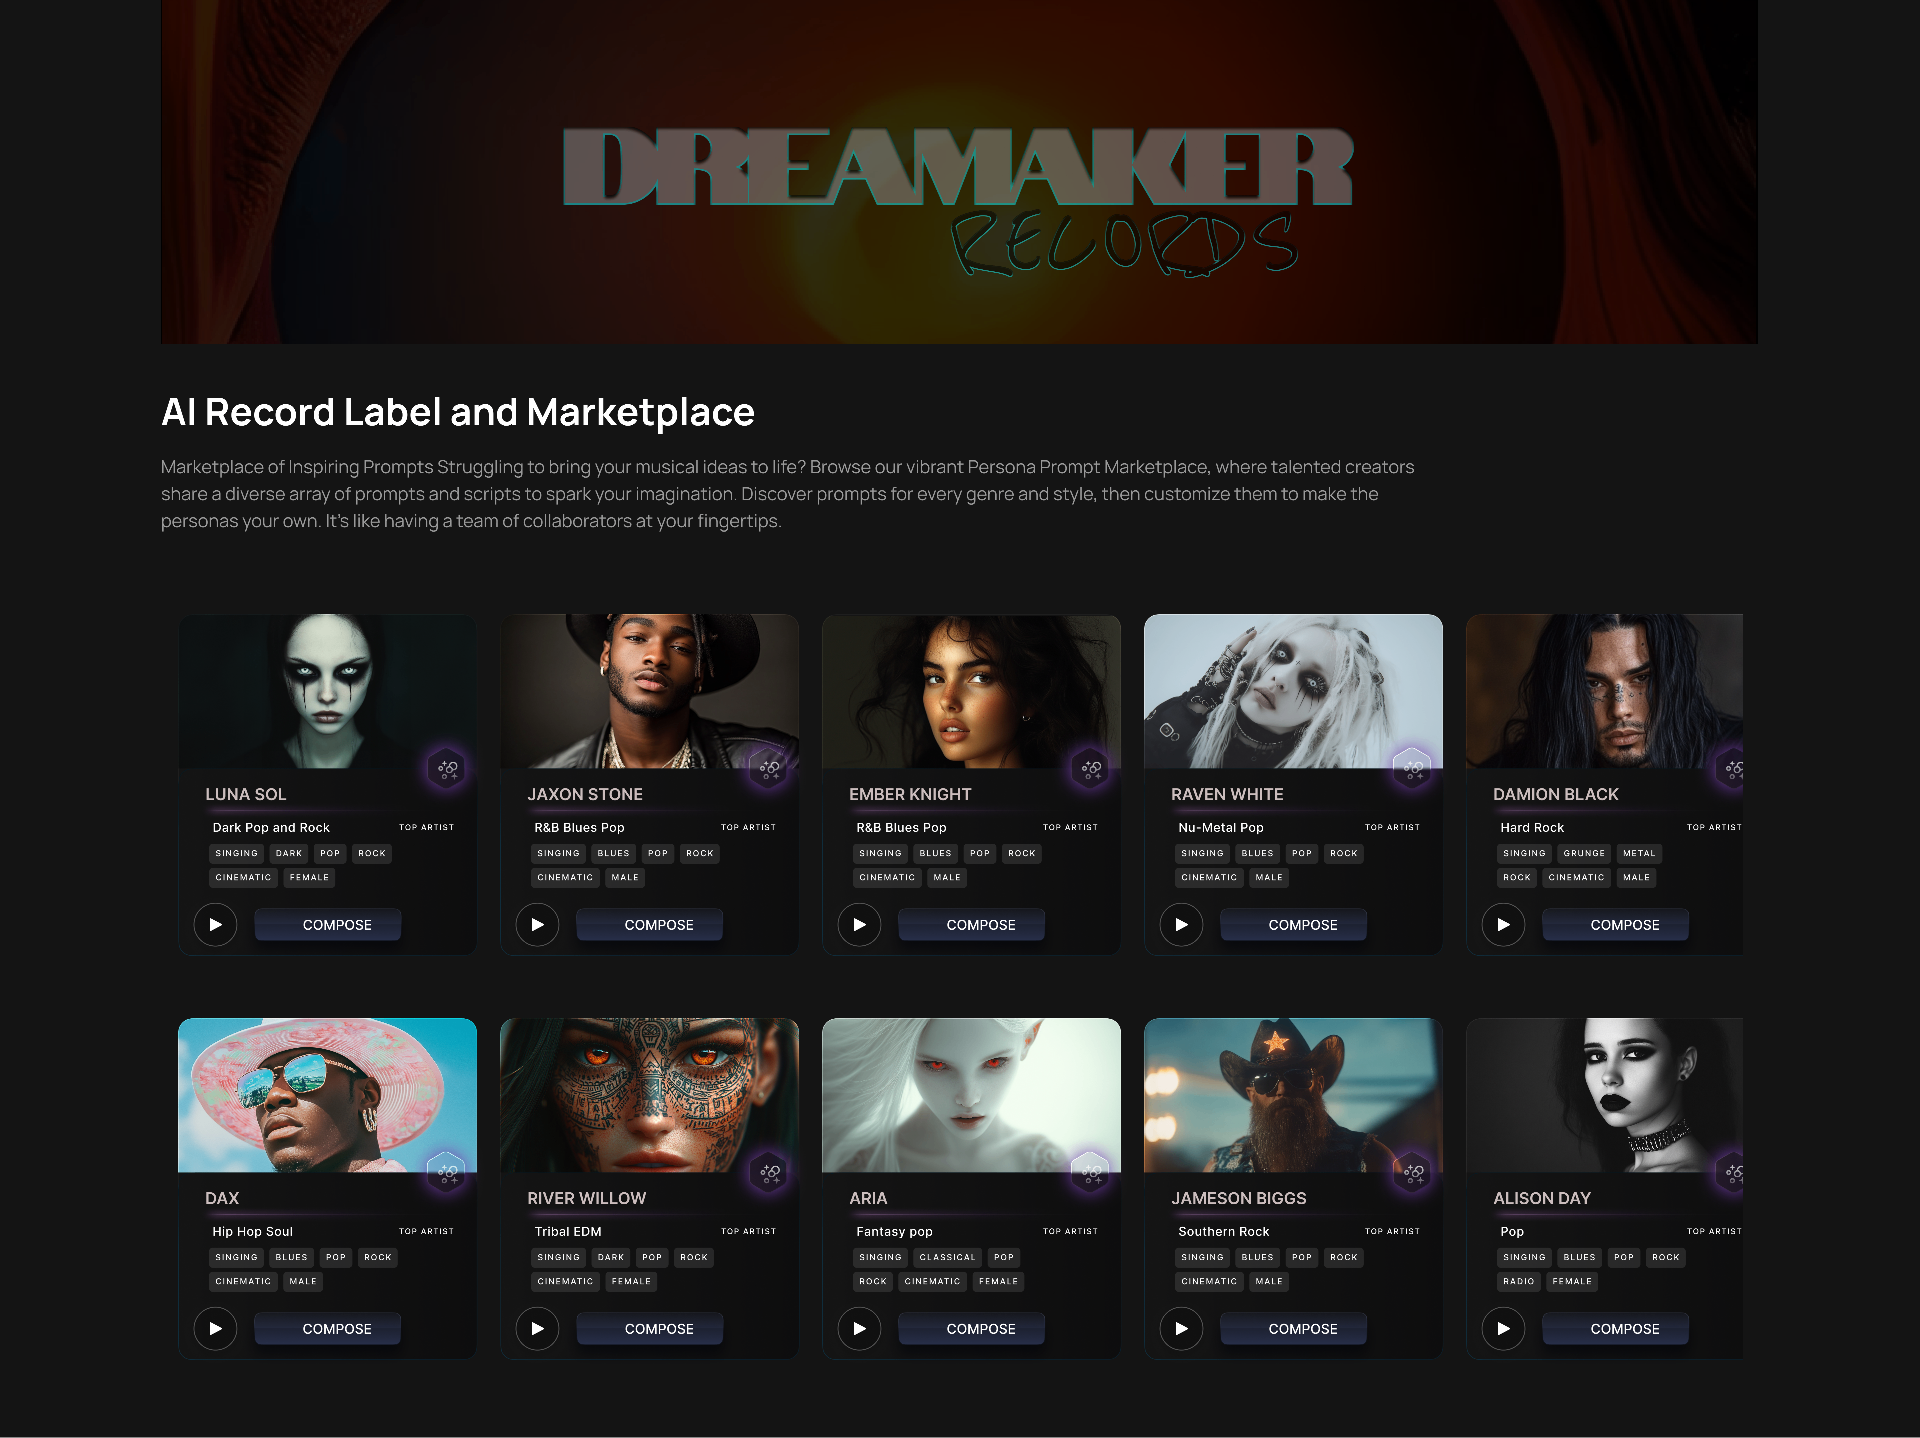 DREAMAKER
RECORDS
AI Record Label and Marketplace
Marketplace of Inspiring Prompts Struggling to bring your musical ideas to life? Browse our vibrant Persona Prompt Marketplace, where talented creators
share a diverse array of prompts and scripts to spark your imagination. Discover prompts for every genre and style, then customize them to make the
personas your own. It's like having a team of collaborators at your fingertips.
LUNA SOL
Dark Pop and Rock TOP ARTIST
SINGING DARK POP ROCK
CINEMATIC FEMALE
COMPOSE
JAXON STONE
R&B Blues Pop TOP ARTIST
SINGING BLUES POP ROCK
CINEMATIC MALE
COMPOSE
EMBER KNIGHT
R&B Blues Pop TOP ARTIST
SINGING BLUES POP ROCK
CINEMATIC MALE
COMPOSE
RAVEN WHITE
Nu-Metal Pop TOP ARTIST
SINGING BLUES POP ROCK
CINEMATIC MALE
COMPOSE
DAMION BLACK
Hard Rock TOP ARTIST
SINGING GRUNGE METAL
ROCK CINEMATIC MALE
COMPOSE
DAX
Hip Hop Soul TOP ARTIST
SINGING BLUES POP ROCK
CINEMATIC MALE
COMPOSE
RIVER WILLOW
Tribal EDM TOP ARTIST
SINGING DARK POP ROCK
CINEMATIC FEMALE
COMPOSE
ARIA
Fantasy pop TOP ARTIST
SINGING CLASSICAL POP
ROCK CINEMATIC FEMALE
COMPOSE
JAMESON BIGGS
Southern Rock TOP ARTIST
SINGING BLUES POP ROCK
CINEMATIC MALE
COMPOSE
ALISON DAY
Pop TOP ARTIST
SINGING BLUES POP ROCK
RADIO FEMALE
COMPOSE